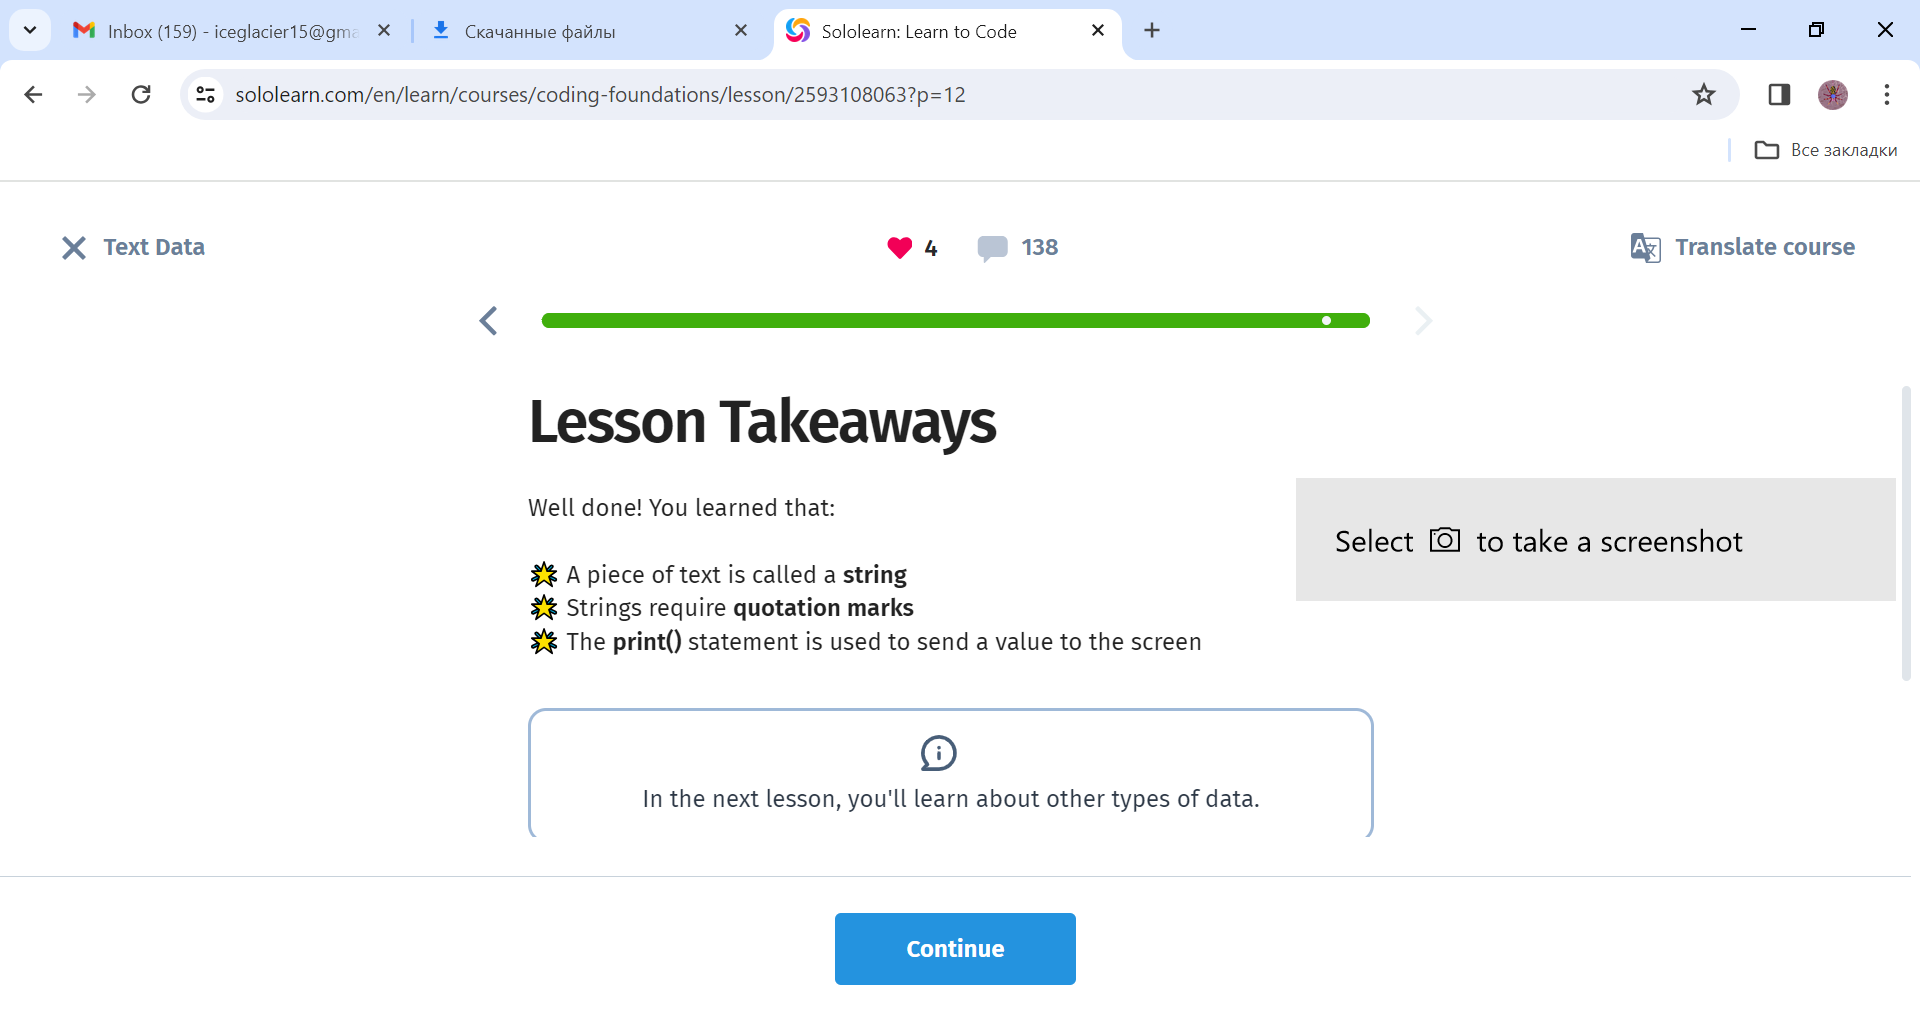 Inbox (159) - iceglacier15@gma
Скачанные файлы
Sololearn: Learn to Code
sololearn.com/en/learn/courses/coding-foundations/lesson/2593108063?p=12
Все закладки
Text Data
4
138
Translate course
Lesson Takeaways
Well done! You learned that:
Select to take a screenshot
A piece of text is called a string
Strings require quotation marks
The print() statement is used to send a value to the screen
In the next lesson, you'll learn about other types of data.
Continue